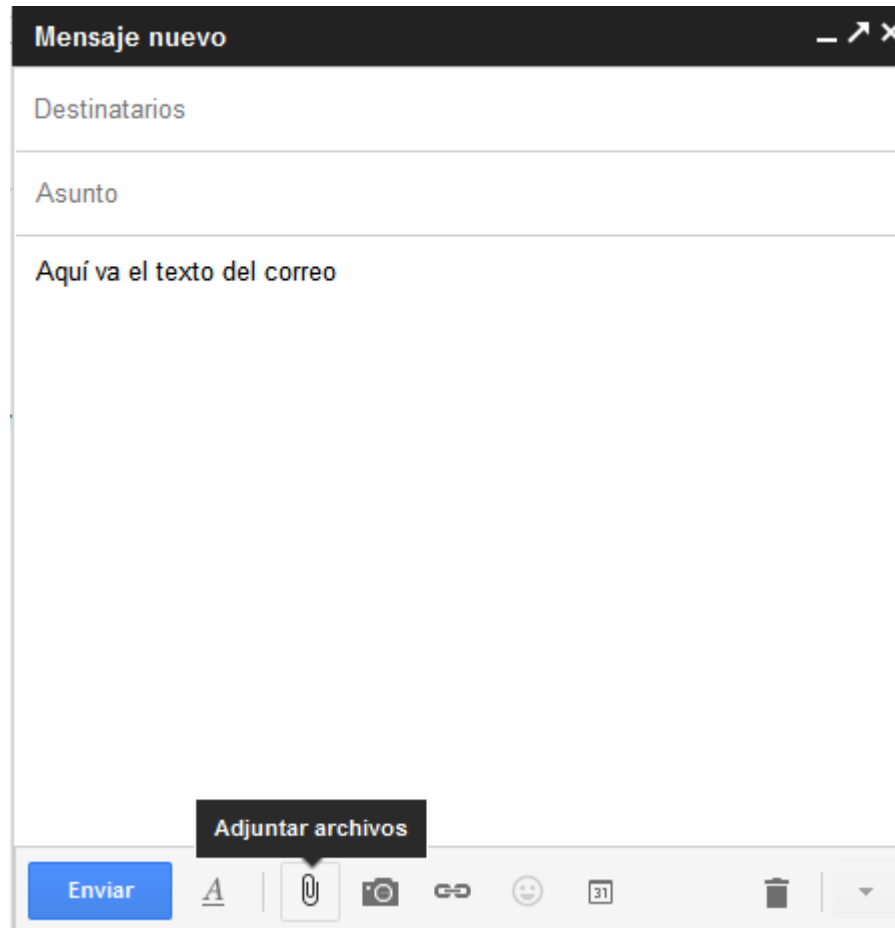 Mensaje nuevo
Destinatarios
Asunto
Aquí va el texto del correo
Adjuntar archivos
Enviar
A
31